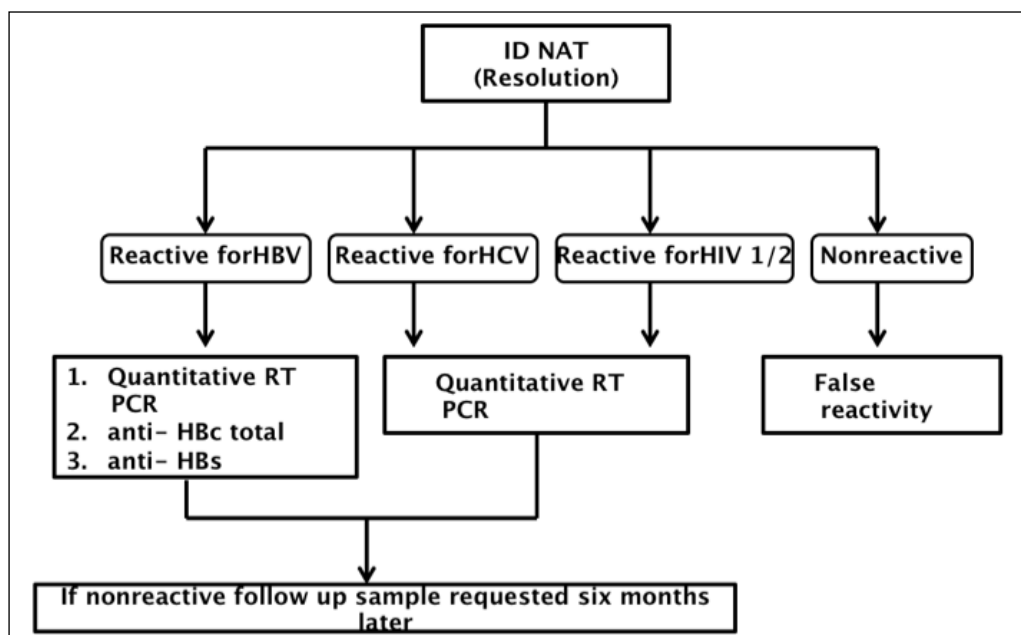 ID NAT
(Resolution)
Reactive forHBV
Reactive forHCV
Reactive forHIV 1/2
Nonreactive
1. Quantitative RT
PCR
2. anti- HBc total
3. anti- HBs
Quantitative RT
PCR
False
reactivity
If nonreactive follow up sample requested six months
later